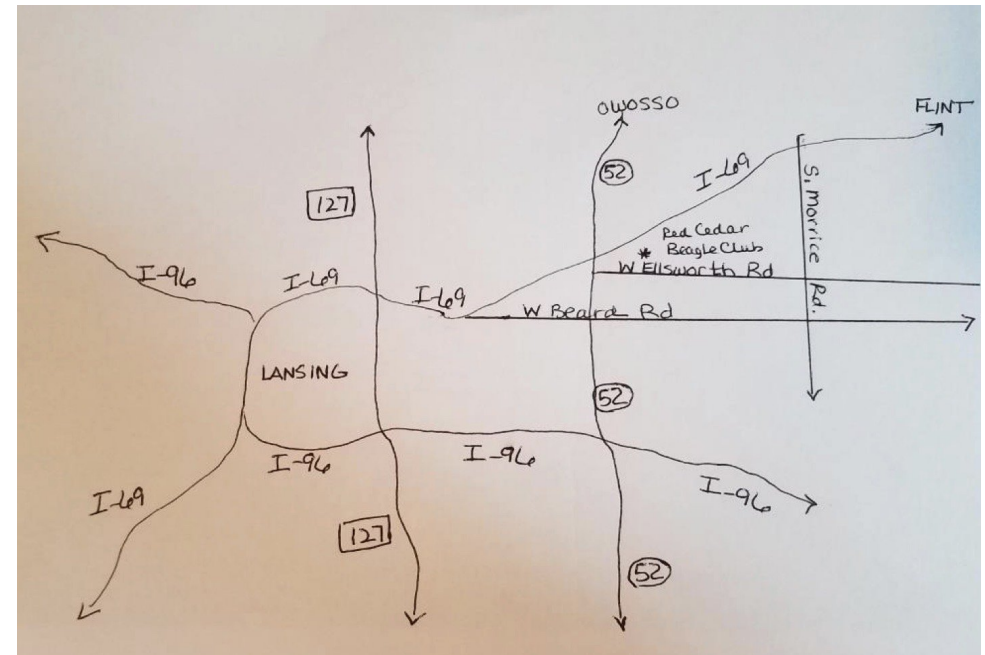 OWOSSO
FLINT
52
I-69
S. Morrice Rd.
127
Red Cedar
Beagle Club
* W Ellsworth Rd
I-96
I-69
I-69
W Beard Rd
LANSING
52
I-96
I-96
I-96
I-69
127
52